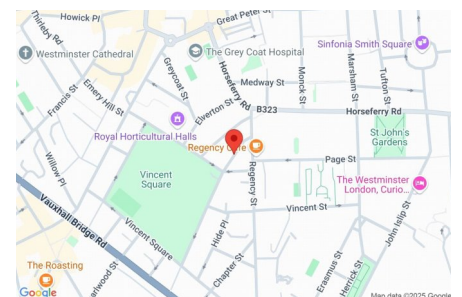 Howick Pl
Thirleby Rd
Great Peter St
Westminster Cathedral
The Grey Coat Hospital
Sinfonia Smith Square
Greycoat St
Horseferry Rd
Medway St
Monck St
Marsham St
Tufton St
Francis St
Emery Hill St
Elverton St
B323
Horseferry Rd
Royal Horticultural Halls
Regency Cafe
St John's
Gardens
Willow Pl
Page St
Vincent
Square
Regency St
The Westminster
London, Curio...
Vincent St
Vauxhall Bridge Rd
Vincent Square
Hide Pl
John Islip St
Chapter St
The Roasting
Erasmus St
Herrick St
Google
Map data ©2025 Google